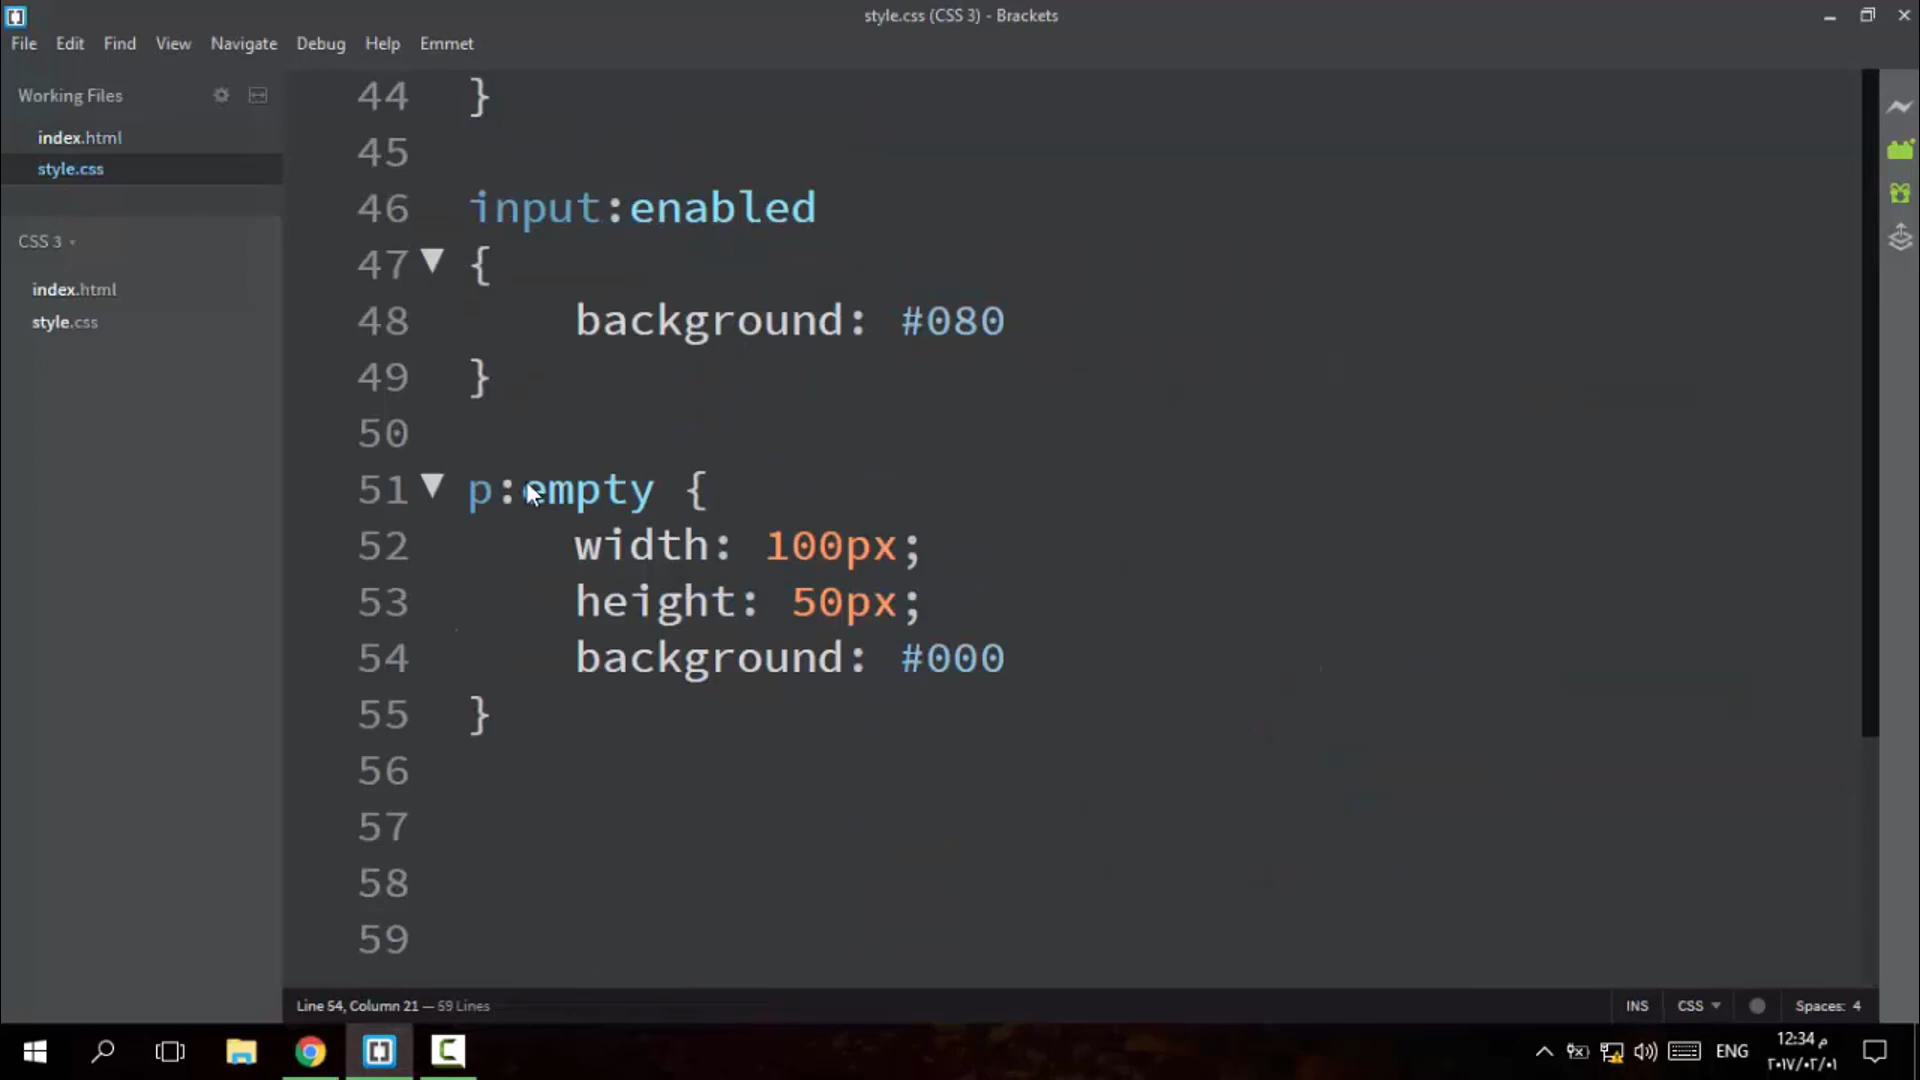 style.css (CSS 3) - Brackets
File Edit Find View Navigate Debug Help Emmet
Working Files
index.html
style.css
CSS 3
index.html
style.css
44 }
45
46 input:enabled
47 {
48 background: #080
49 }
50
51 p:empty {
52 width: 100px;
53 height: 50px;
54 background: #000
55 }
56
57
58
59
Line 54, Column 21 — 59 Lines
INS CSS Spaces: 4
ENG
12:34 م
٢٠١٧/٠٢/٠١